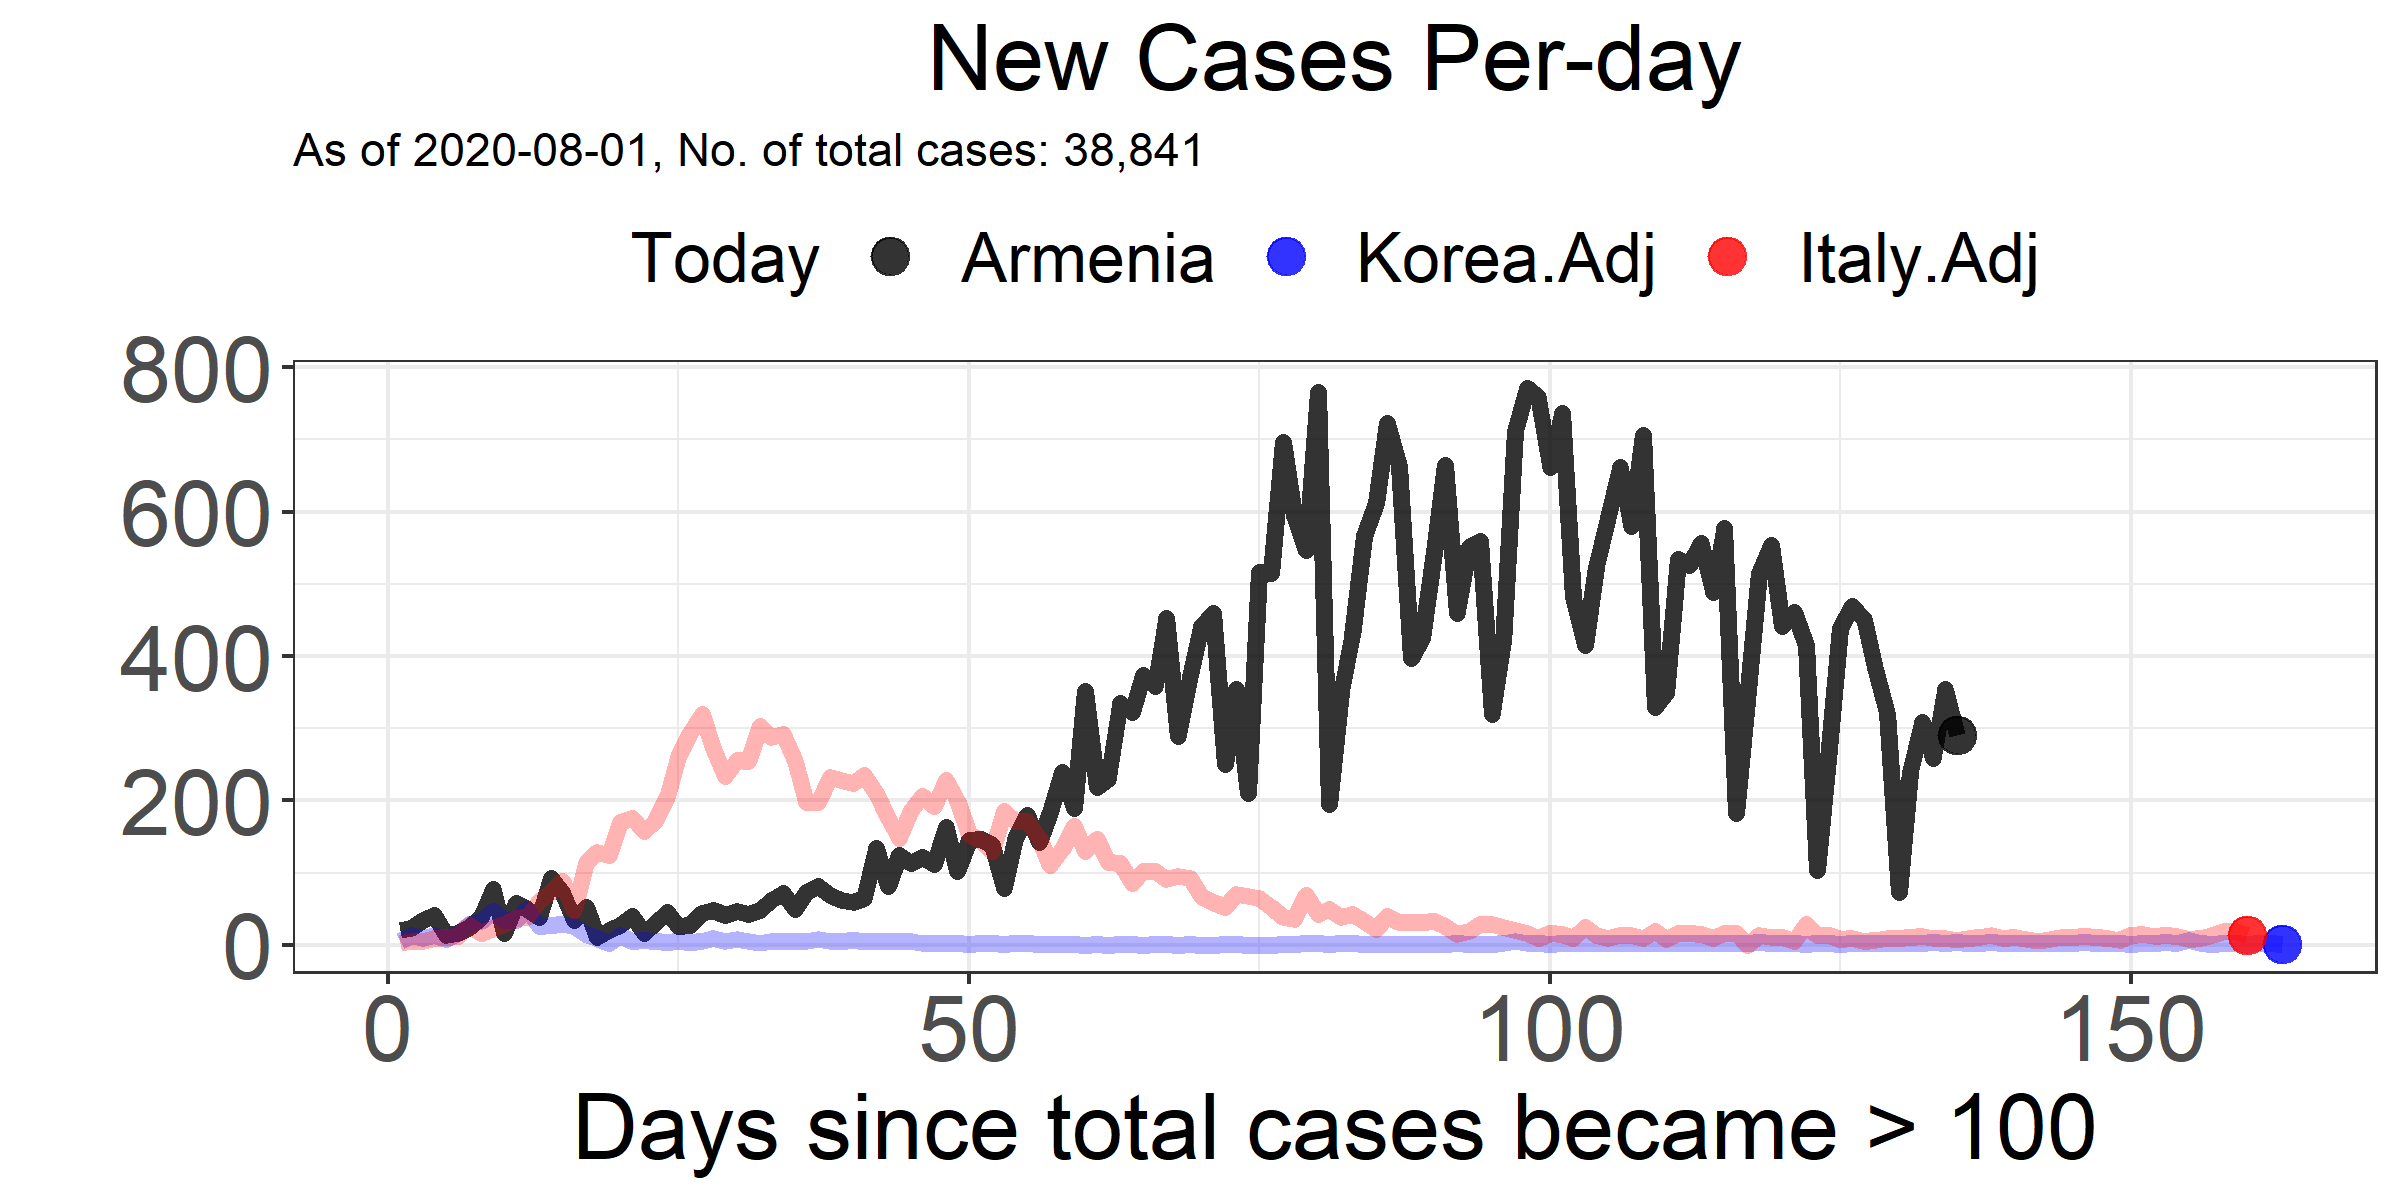 New Cases Per-day
As of 2020-08-01, No. of total cases: 38,841
Today Armenia Korea.Adj Italy.Adj
800
600
400
200
0
0 50 100 150
Days since total cases became > 100